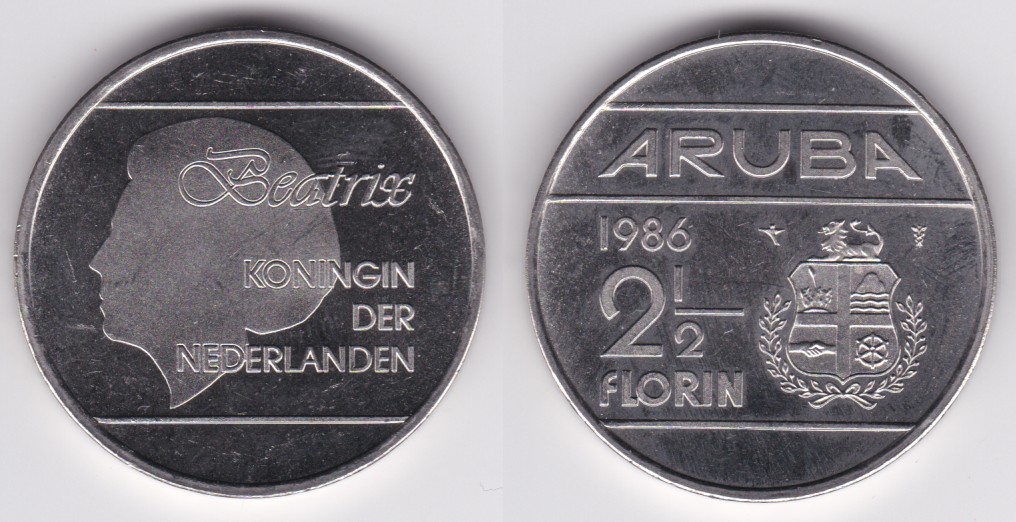 Beatrix
KONINGIN
DER
NEDERLANDEN
ARUBA
1986
2 1/2
FLORIN